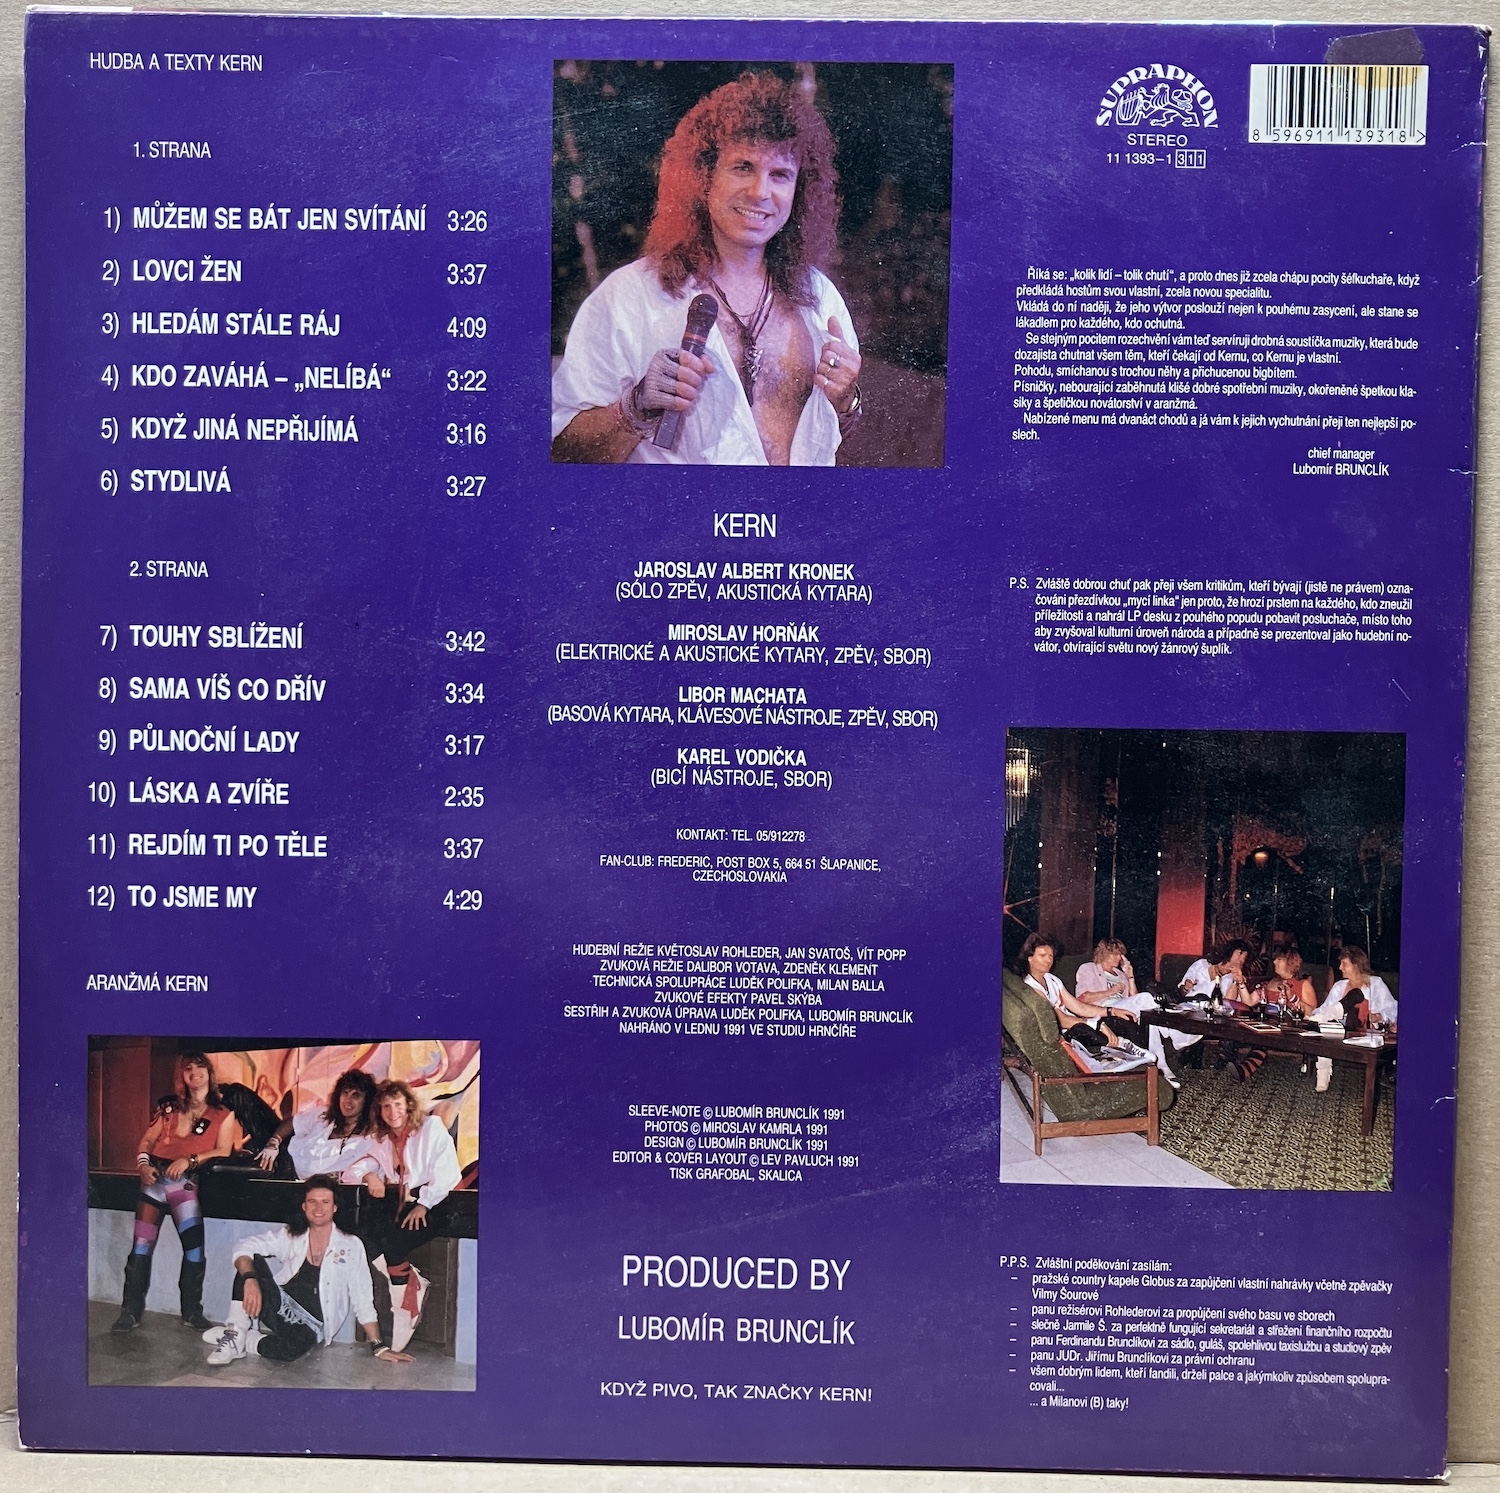 HUDBA A TEXTY KERN
1. STRANA
1) MŮŽEM SE BÁT JEN SVÍTÁNÍ 3:26
2) LOVCI ŽEN 3:37
3) HLEDÁM STÁLE RÁJ 4:09
4) KDO ZAVÁHÁ – „NELÍBÁ“ 3:22
5) KDYŽ JINÁ NEPŘIJÍMÁ 3:16
6) STYDLIVÁ 3:27
2. STRANA
7) TOUHY SBLÍŽENÍ 3:42
8) SAMA VÍŠ CO DŘÍV 3:34
9) PŮLNOČNÍ LADY 3:17
10) LÁSKA A ZVÍŘE 2:35
11) REJDÍM TI PO TĚLE 3:37
12) TO JSME MY 4:29
ARANŽMÁ KERN
KERN
JAROSLAV ALBERT KRONEK
(SÓLO ZPĚV, AKUSTICKÁ KYTARA)
MIROSLAV HORŇÁK
(ELEKTRICKÉ A AKUSTICKÉ KYTARY, ZPĚV, SBOR)
LIBOR MACHATA
(BASOVÁ KYTARA, KLÁVESOVÉ NÁSTROJE, ZPĚV, SBOR)
KAREL VODIČKA
(BICÍ NÁSTROJE, SBOR)
KONTAKT: TEL. 05/912278
FAN-CLUB: FREDERIC, POST BOX 5, 664 51 ŠLAPANICE,
CZECHOSLOVAKIA
HUDEBNÍ REŽIE KVĚTOSLAV ROHLEDER, JAN SVATOŠ, VÍT POPP
ZVUKOVÁ REŽIE DALIBOR VOTAVA, ZDENĚK KLEMENT
TECHNICKÁ SPOLUPRÁCE LUDĚK POLIFKA, MILAN BALLA
ZVUKOVÉ EFEKTY PAVEL SKÝBA
SESTŘIH A ZVUKOVÁ ÚPRAVA LUDĚK POLIFKA, LUBOMÍR BRUNCLÍK
NAHRÁNO V LEDNU 1991 VE STUDIU HRNČÍŘE
SLEEVE-NOTE © LUBOMÍR BRUNCLÍK 1991
PHOTOS © MIROSLAV KAMRLA 1991
DESIGN © LUBOMÍR BRUNCLÍK 1991
EDITOR & COVER LAYOUT © LEV PAVLUCH 1991
TISK GRAFOBAL, SKALICA
PRODUCED BY
LUBOMÍR BRUNCLÍK
KDYŽ PIVO, TAK ZNAČKY KERN!
SUPRAPHON
STEREO
11 1393–1 311
8 596911 139318 >
Říká se: „kolik lidí – tolik chutí“, a proto dnes již zcela chápu pocity šéfkuchaře, když
předkládá hostům svou vlastní, zcela novou specialitu.
Vkládá do ní naději, že jeho výtvor poslouží nejen k pouhému zasycení, ale stane se
lákadlem pro každého, kdo ochutná.
Se stejným pocitem rozechvění vám teď servíruji drobná soustíčka muziky, která bude
dozajista chutnat všem těm, kteří čekají od Kernu, co Kernu je vlastní.
Pohodu, smíchanou s trochou něhy a přichucenou bigbítem.
Písničky, nebourající zaběhnutá klišé dobré spotřební muziky, okořeněné špetkou kla-
siky a špetičkou novátorství v aranžmá.
Nabízené menu má dvanáct chodů a já vám k jejich vychutnání přeji ten nejlepší po-
slech.
chief manager
Lubomír BRUNCLÍK
P.S. Zvláště dobrou chuť pak přeji všem kritikům, kteří bývají (jistě ne právem) ozna-
čováni přezdívkou „mycí linka“ jen proto, že hrozí prstem na každého, kdo zneužil
příležitosti a nahrál LP desku z pouhého popudu pobavit posluchače, místo toho
aby zvyšoval kulturní úroveň národa a případně se prezentoval jako hudební no-
vátor, otvírající světu nový žánrový šuplík.
P.P.S. Zvláštní poděkování zasílám:
– pražské country kapele Globus za zapůjčení vlastní nahrávky včetně zpěvačky
Vilmy Šourové
– panu režisérovi Rohlederovi za propůjčení svého basu ve sborech
– slečně Jarmile Š. za perfektně fungující sekretariát a střežení finančního rozpočtu
– panu Ferdinandu Brunclíkovi za sádlo, guláš, spolehlivou taxislužbu a studiový zpěv
– panu JUDr. Jiřímu Brunclíkovi za právní ochranu
– všem dobrým lidem, kteří fandili, drželi palce a jakýmkoliv způsobem spolupra-
covali...
... a Milanovi (B) taky!